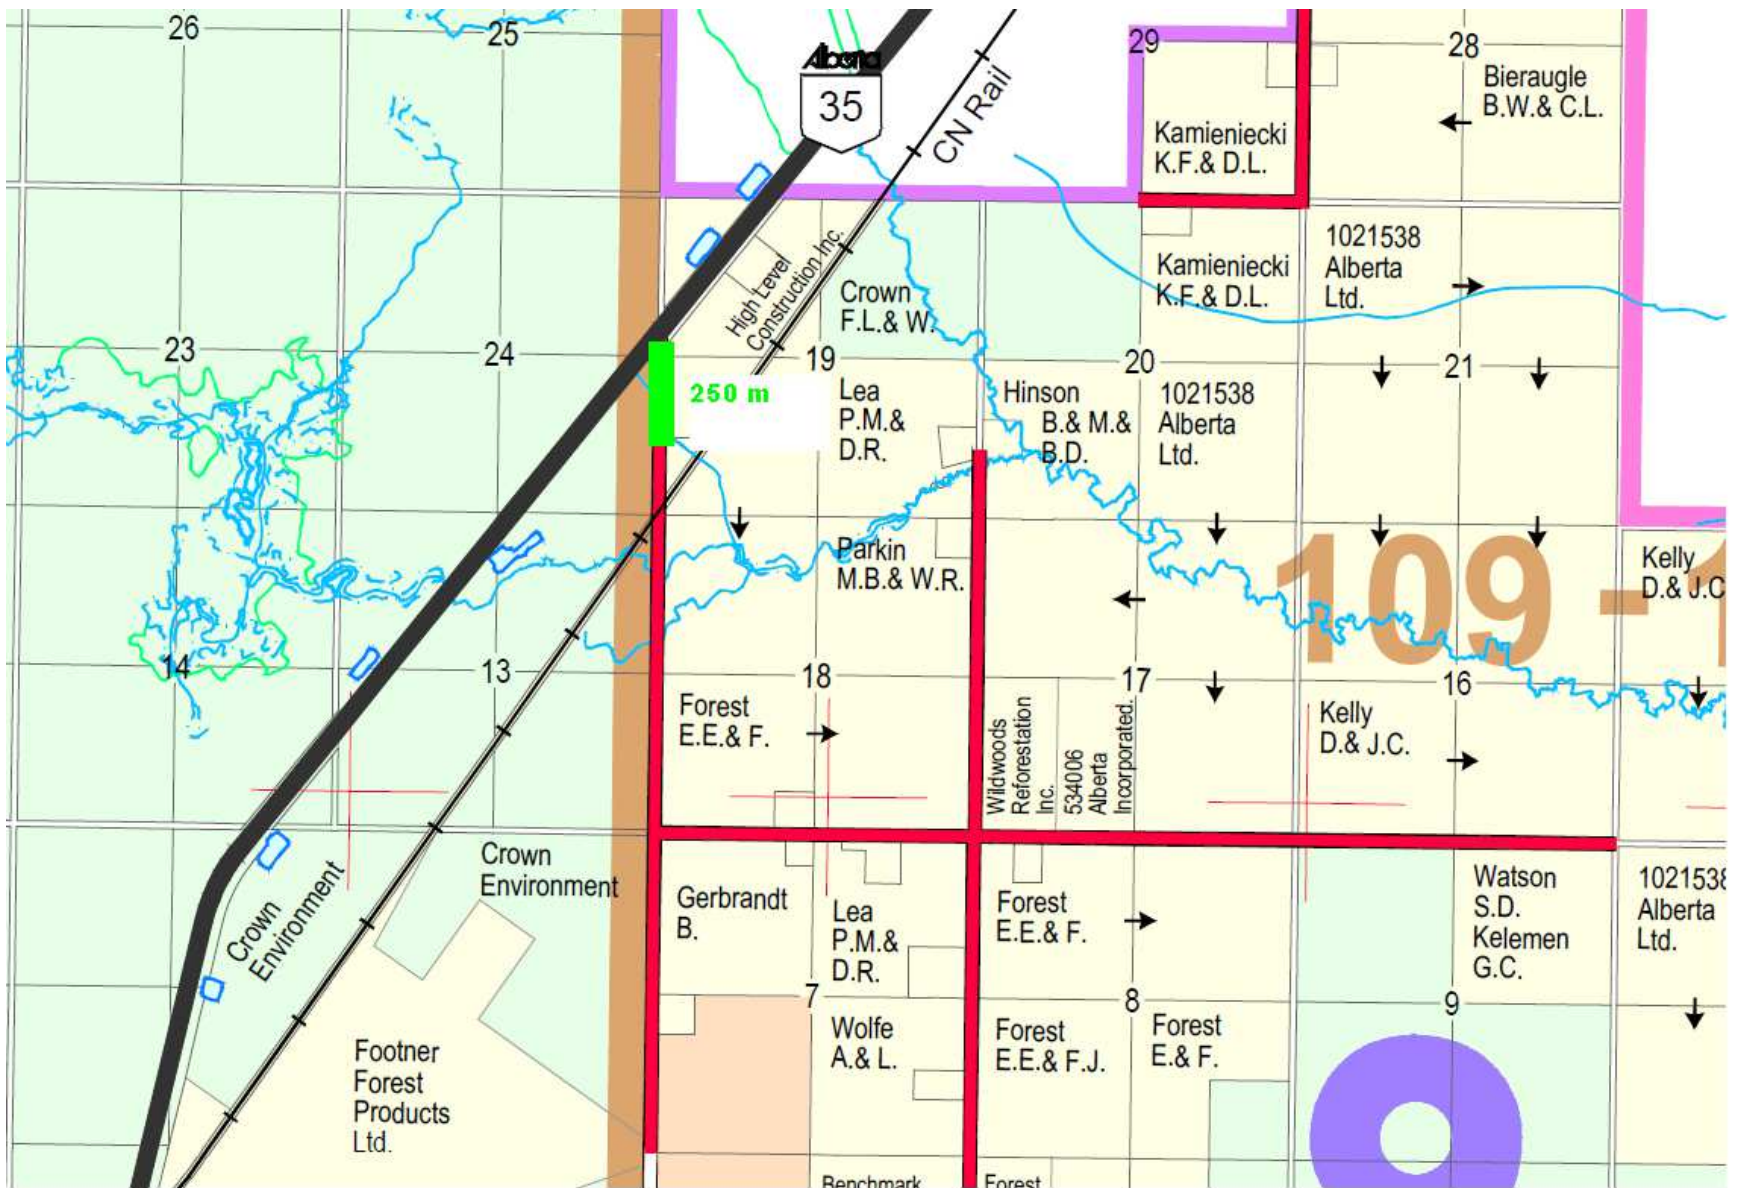 26
25
29
28
Alberta
35
CN Rail
Bieraugle
B.W.& C.L.
Kamieniecki
K.F.& D.L.
High Level
Construction Inc.
Crown
F.L.& W.
Kamieniecki
K.F.& D.L.
1021538
Alberta
Ltd.
23
24
19
20
21
250 m
Lea
P.M.&
D.R.
Hinson
B.& M.&
B.D.
1021538
Alberta
Ltd.
Parkin
M.B.& W.R.
109 - 1
Kelly
D.& J.C
14
13
18
17
16
Forest
E.E.& F.
Wildwoods
Reforestation
Inc.
534006
Alberta
Incorporated.
Kelly
D.& J.C.
Crown
Environment
Crown
Environment
Gerbrandt
B.
Lea
P.M.&
D.R.
Forest
E.E.& F.
Watson
S.D.
Kelemen
G.C.
1021538
Alberta
Ltd.
7
8
9
Footner
Forest
Products
Ltd.
Wolfe
A.& L.
Forest
E.E.& F.J.
Forest
E.& F.
Benchmark
Forest